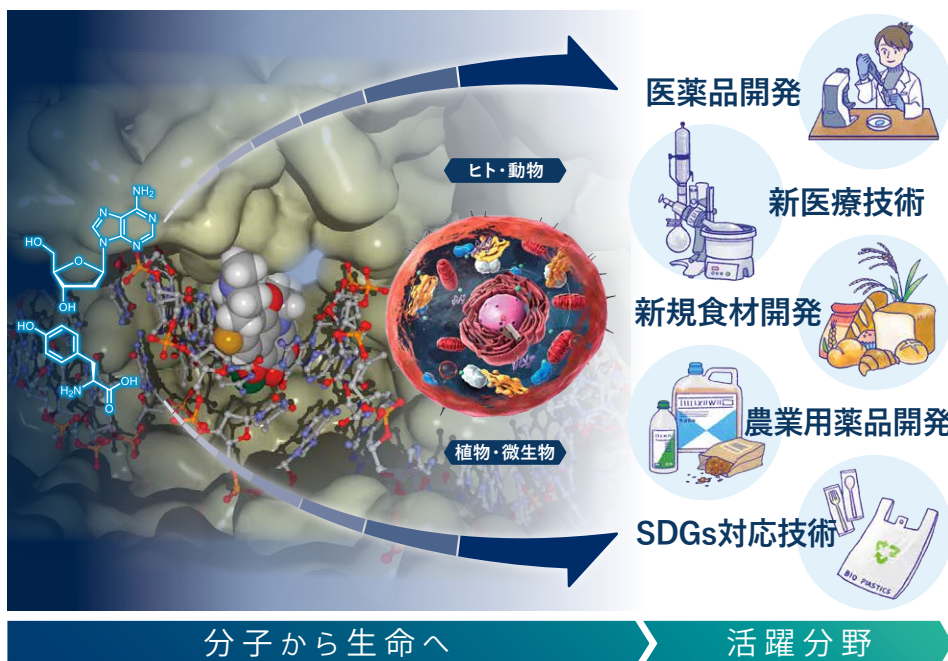 医薬品開発
ヒト・動物
新医療技術
NH₂
N
N
N
N
HO
O
OH
新規食材開発
HO
H₂N
OH
O
農業用薬品開発
植物・微生物
SDGs対応技術
BIO PLASTICS
分子から生命へ
活躍分野